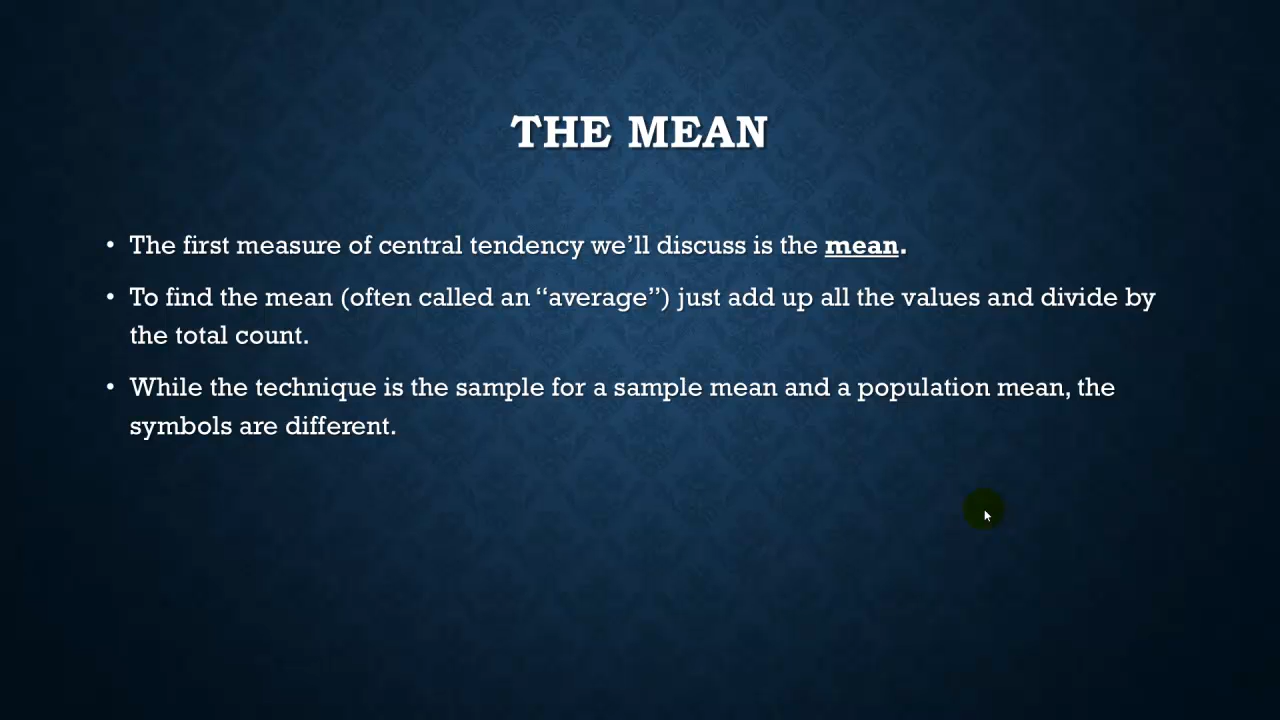 THE MEAN
• The first measure of central tendency we’ll discuss is the mean.
• To find the mean (often called an “average”) just add up all the values and divide by
the total count.
• While the technique is the sample for a sample mean and a population mean, the
symbols are different.